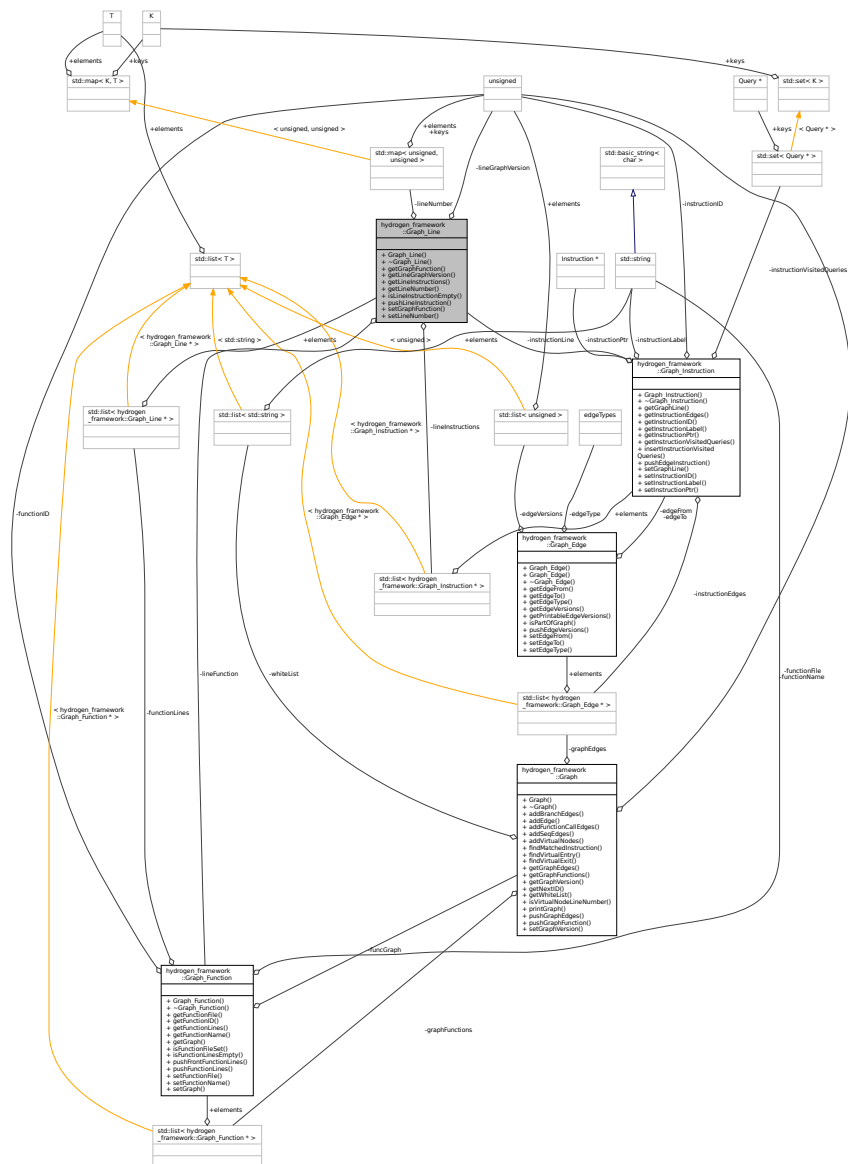 T
K
+elements
+keys
+keys
std::map< K, T >
unsigned
Query *
std::set< K >
+elements
< unsigned, unsigned >
+elements
+keys
+keys
< Query * >
std::map< unsigned,
unsigned >
-lineGraphVersion
std::basic_string<
char >
std::set< Query * >
+elements
-instructionID
-lineNumber
hydrogen_framework
::Graph_Line
+ Graph_Line()
+ ~Graph_Line()
+ getGraphFunction()
+ getLineGraphVersion()
+ getLineInstructions()
+ getLineNumber()
+ isLineInstructionEmpty()
+ pushLineInstruction()
+ setGraphFunction()
+ setLineNumber()
std::list< T >
Instruction *
std::string
-instructionVisitedQueries
< hydrogen_framework
::Graph_Line * >
< std::string >
+elements
< unsigned >
+elements
-instructionLine
-instructionPtr
-instructionLabel
hydrogen_framework
::Graph_Instruction
+ Graph_Instruction()
+ ~Graph_Instruction()
+ getGraphLine()
+ getInstructionEdges()
+ getInstructionID()
+ getInstructionLabel()
+ getInstructionPtr()
+ getInstructionVisitedQueries()
+ insertInstructionVisited
Queries()
+ pushEdgeInstruction()
+ setGraphLine()
+ setInstructionID()
+ setInstructionLabel()
+ setInstructionPtr()
std::list< hydrogen
_framework::Graph_Line * >
std::list< std::string >
< hydrogen_framework
::Graph_Instruction * >
-lineInstructions
std::list< unsigned >
edgeTypes
-functionID
< hydrogen_framework
::Graph_Edge * >
-edgeVersions
-edgeType
+elements
-edgeFrom
-edgeTo
hydrogen_framework
::Graph_Edge
+ Graph_Edge()
+ Graph_Edge()
+ ~Graph_Edge()
+ getEdgeFrom()
+ getEdgeTo()
+ getEdgeType()
+ getEdgeVersions()
+ getPrintableEdgeVersions()
+ isPartOfGraph()
+ pushEdgeVersions()
+ setEdgeFrom()
+ setEdgeTo()
+ setEdgeType()
std::list< hydrogen
_framework::Graph_Instruction * >
-instructionEdges
-lineFunction
-whiteList
+elements
-functionFile
-functionName
< hydrogen_framework
::Graph_Function * >
-functionLines
std::list< hydrogen
_framework::Graph_Edge * >
-graphEdges
hydrogen_framework
::Graph
+ Graph()
+ ~Graph()
+ addBranchEdges()
+ addEdge()
+ addFunctionCallEdges()
+ addSeqEdges()
+ addVirtualNodes()
+ findMatchedInstruction()
+ findVirtualEntry()
+ findVirtualExit()
+ getGraphEdges()
+ getGraphFunctions()
+ getGraphVersion()
+ getNextID()
+ getWhiteList()
+ isVirtualNodeLineNumber()
+ printGraph()
+ pushGraphEdges()
+ pushGraphFunction()
+ setGraphVersion()
-funcGraph
hydrogen_framework
::Graph_Function
+ Graph_Function()
+ ~Graph_Function()
+ getFunctionFile()
+ getFunctionID()
+ getFunctionLines()
+ getFunctionName()
+ getGraph()
+ isFunctionFileSet()
+ isFunctionLinesEmpty()
+ pushFrontFunctionLines()
+ pushFunctionLines()
+ setFunctionFile()
+ setFunctionName()
+ setGraph()
-graphFunctions
+elements
std::list< hydrogen
_framework::Graph_Function * >